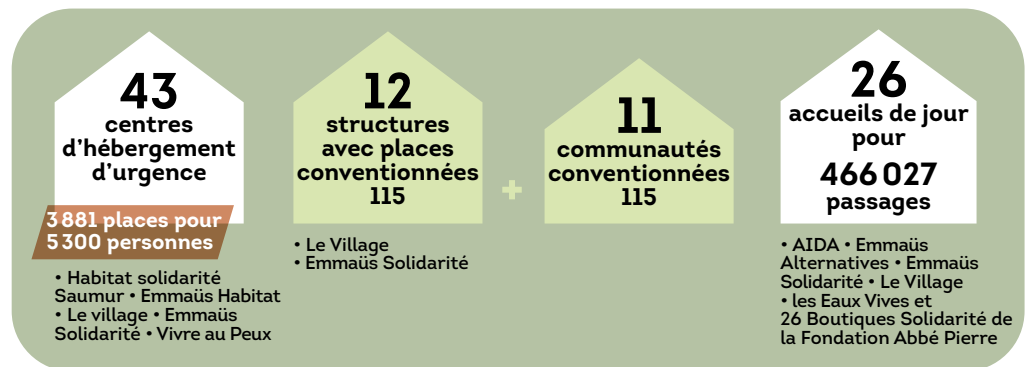 43
centres
d’hébergement
d’urgence
3 881 places pour
5 300 personnes
• Habitat solidarité
Saumur • Emmaüs Habitat
• Le village • Emmaüs
Solidarité • Vivre au Peux
12
structures
avec places
conventionnées
115
• Le Village
• Emmaüs Solidarité
+
11
communautés
conventionnées
115
26
accueils de jour
pour
466 027
passages
• AIDA • Emmaüs
Alternatives • Emmaüs
Solidarité • Le Village
• les Eaux Vives et
26 Boutiques Solidarité de
la Fondation Abbé Pierre